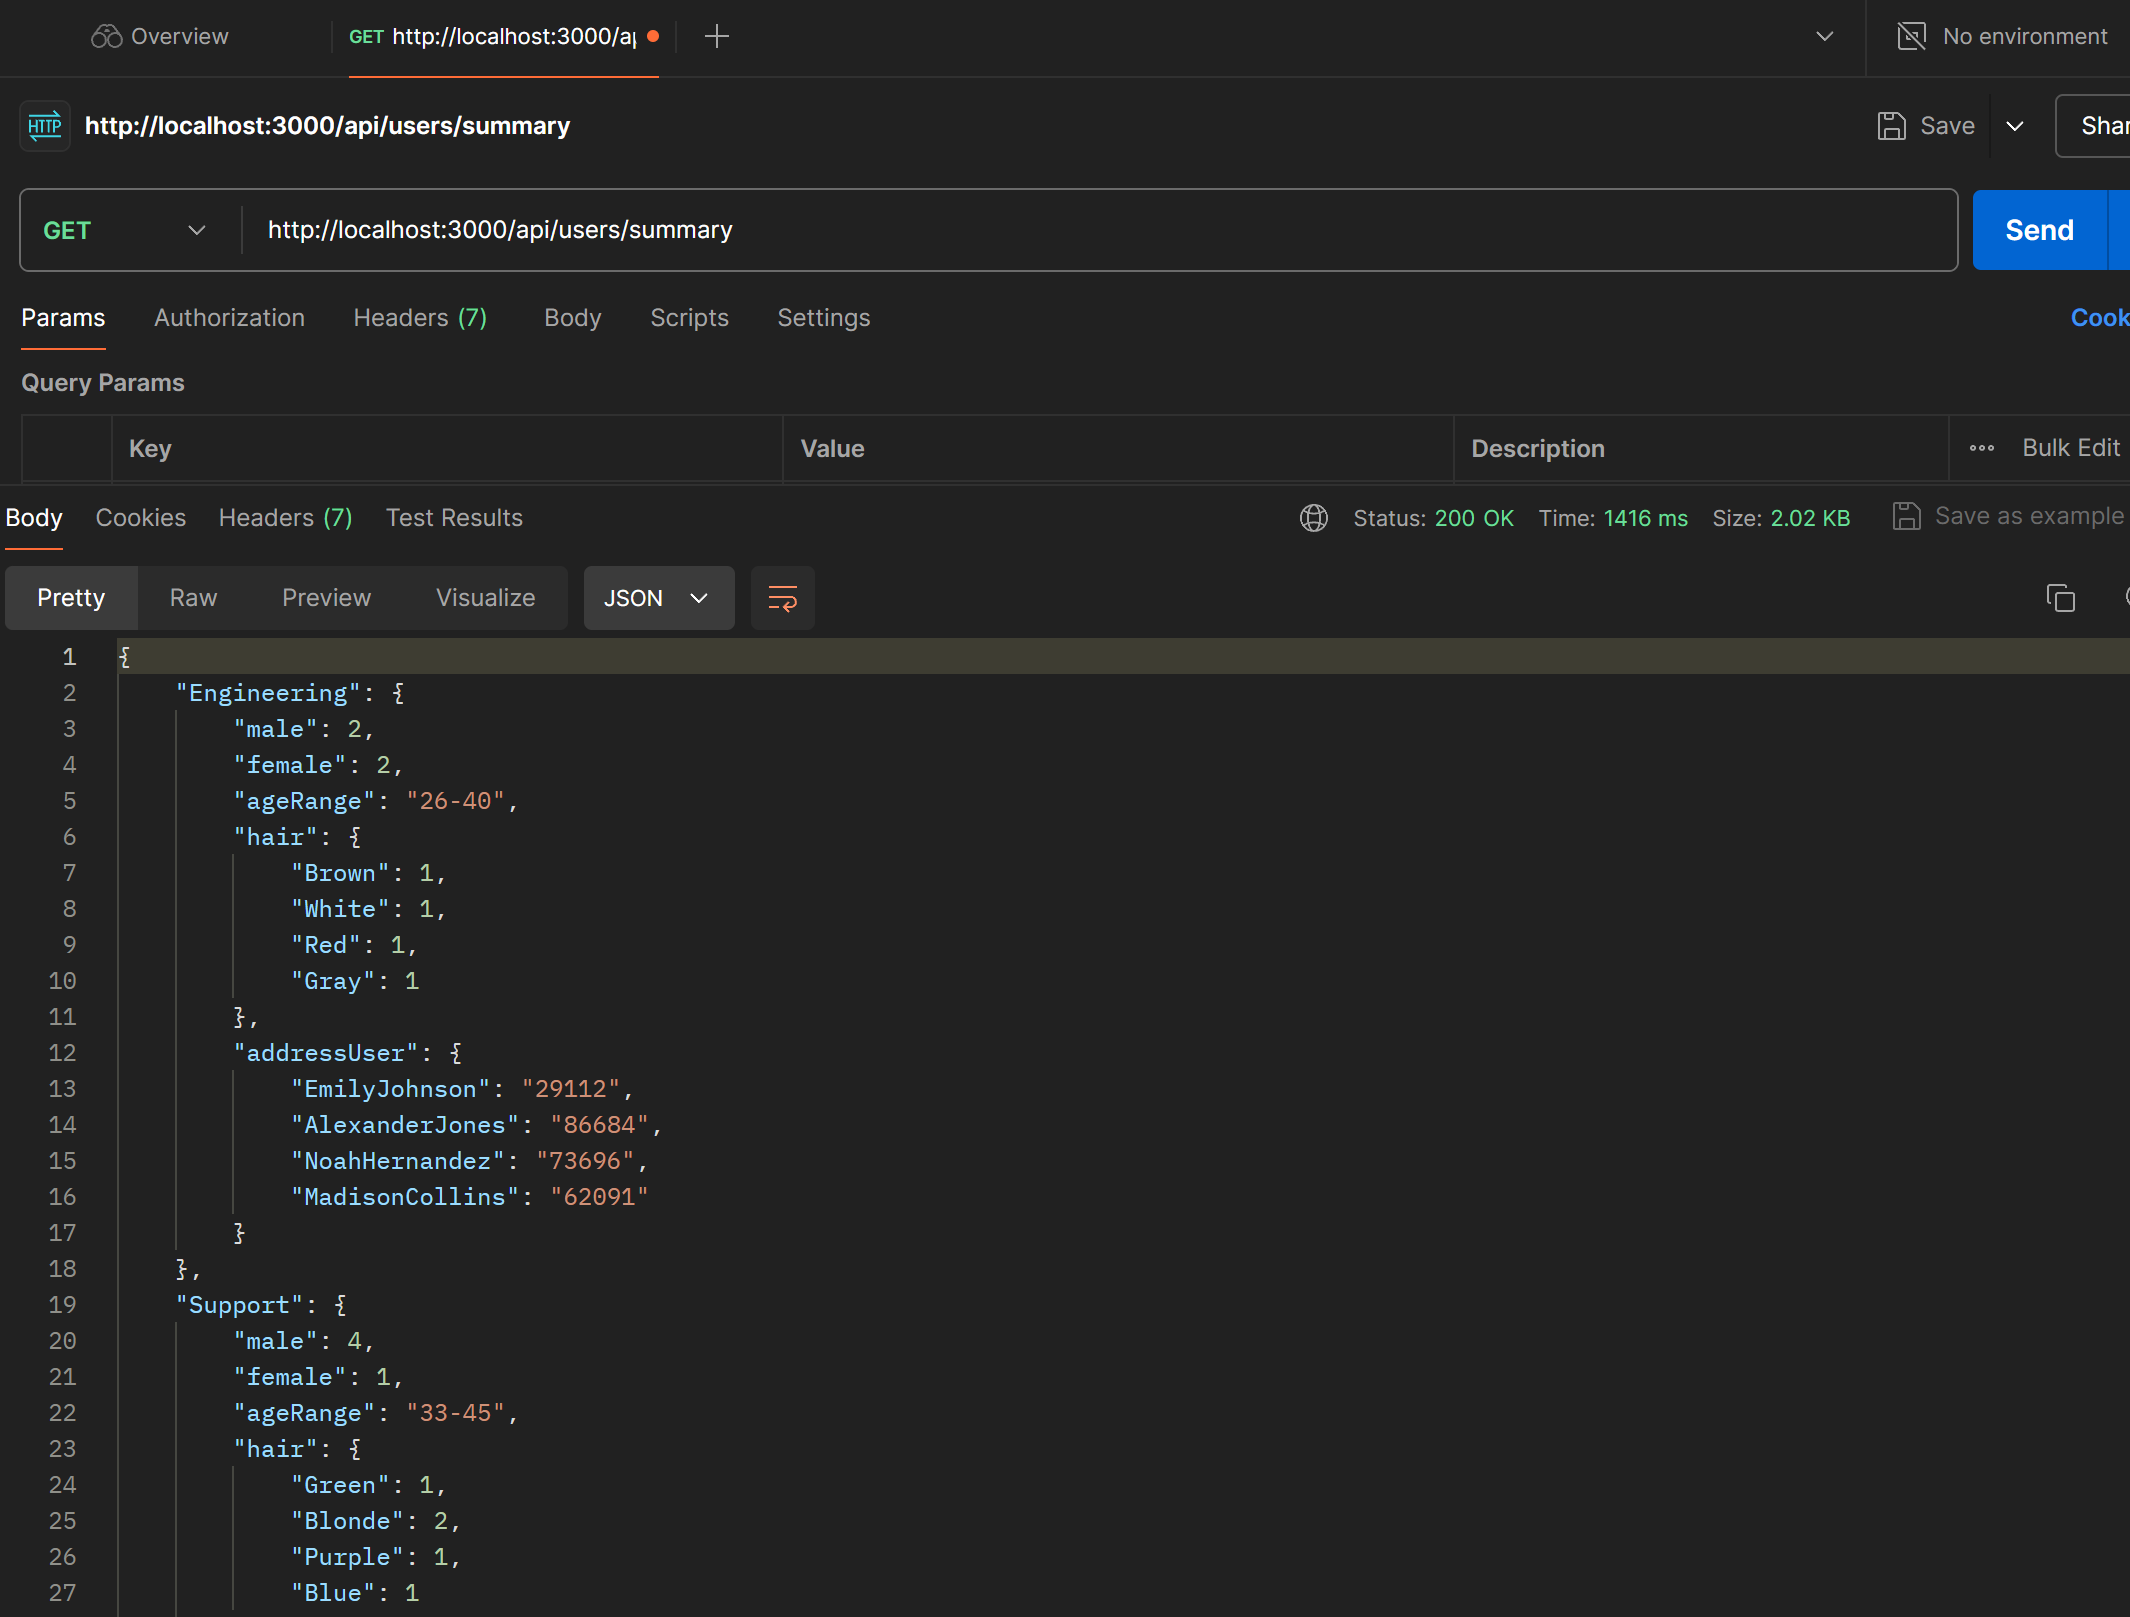 Overview
GET http://localhost:3000/ap
No environment
HTTP
http://localhost:3000/api/users/summary
Save
Shar
GET
http://localhost:3000/api/users/summary
Send
Params Authorization Headers (7) Body Scripts Settings
Cook
Query Params
Key Value Description Bulk Edit
Body Cookies Headers (7) Test Results
Status: 200 OK Time: 1416 ms Size: 2.02 KB Save as example
Pretty Raw Preview Visualize JSON
1 {
2 "Engineering": {
3 "male": 2,
4 "female": 2,
5 "ageRange": "26-40",
6 "hair": {
7 "Brown": 1,
8 "White": 1,
9 "Red": 1,
10 "Gray": 1
11 },
12 "addressUser": {
13 "EmilyJohnson": "29112",
14 "AlexanderJones": "86684",
15 "NoahHernandez": "73696",
16 "MadisonCollins": "62091"
17 }
18 },
19 "Support": {
20 "male": 4,
21 "female": 1,
22 "ageRange": "33-45",
23 "hair": {
24 "Green": 1,
25 "Blonde": 2,
26 "Purple": 1,
27 "Blue": 1